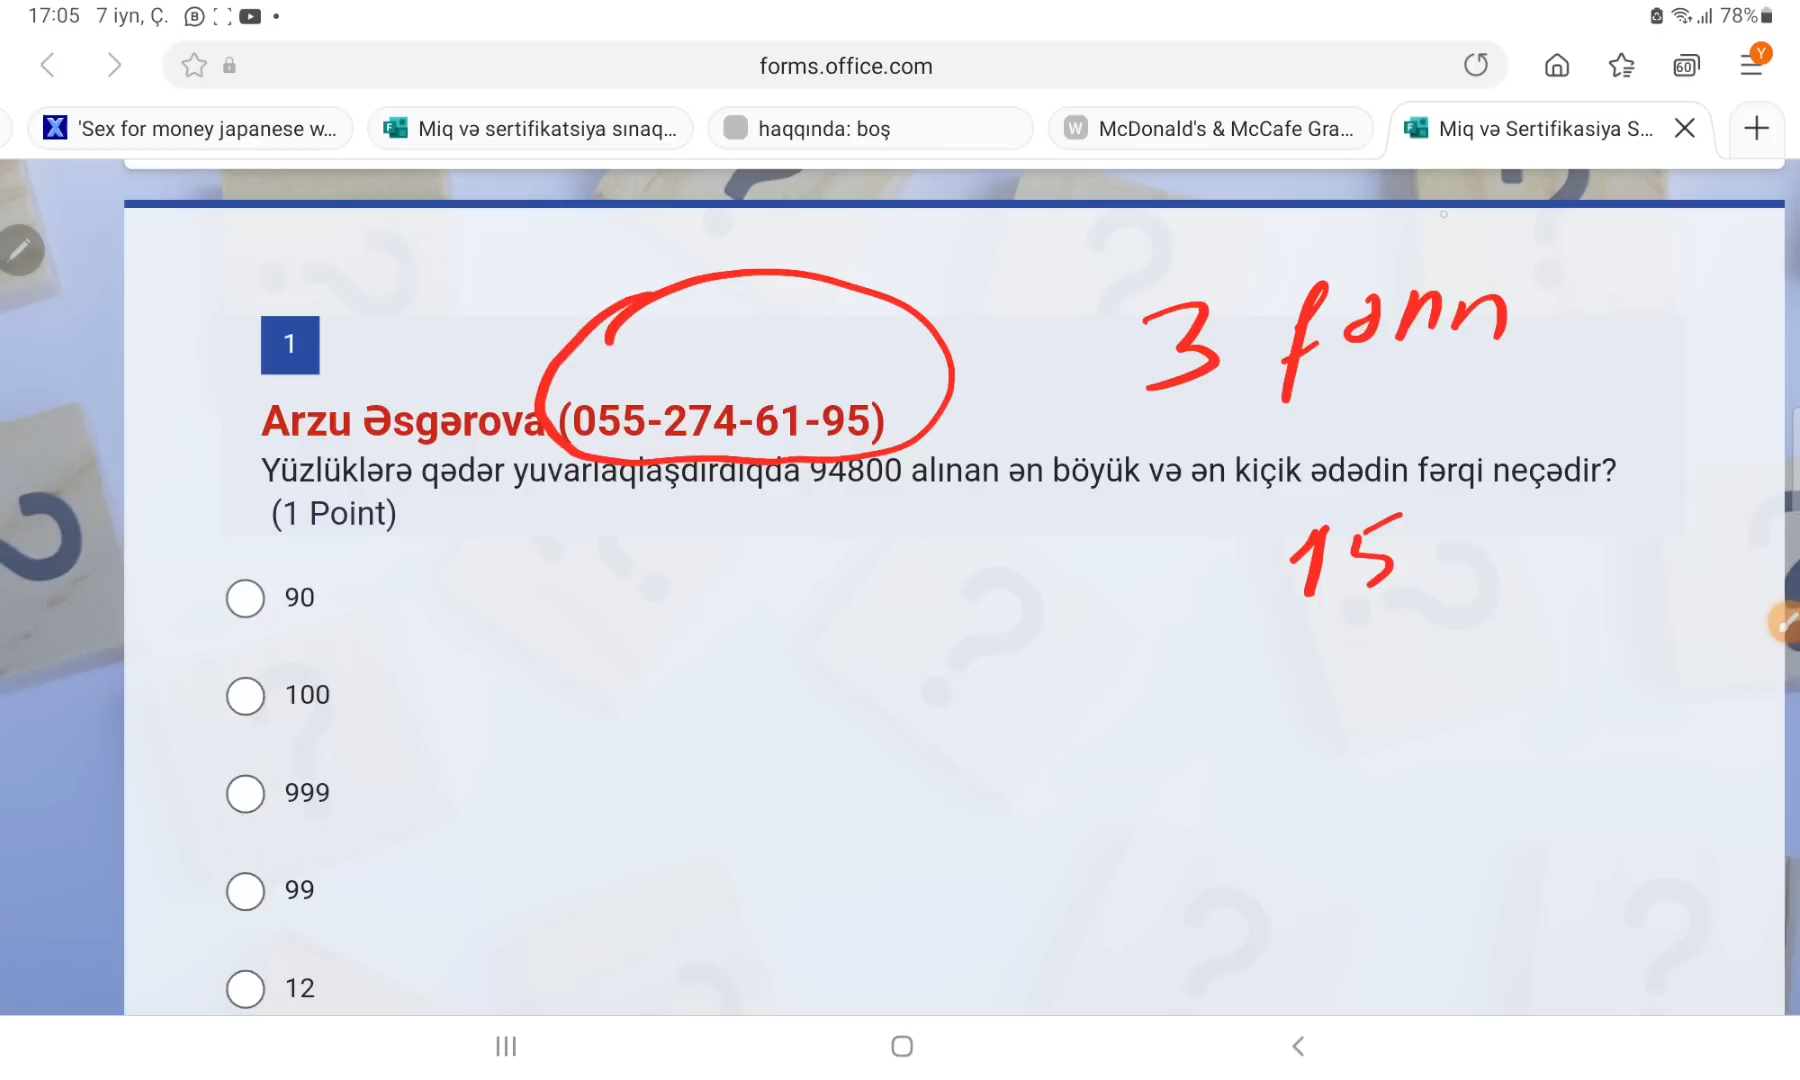 17:05 7 iyn, Ç.
78%
forms.office.com
60
Y
'Sex for money japanese w...
Miq və sertifikatsiya sınaq...
haqqında: boş
W McDonald's & McCafe Gra...
Miq və Sertifikasiya S...
3 fənn
1
Arzu Əsgərova (055-274-61-95)
Yüzlüklərə qədər yuvarlaqlaşdırdıqda 94800 alınan ən böyük və ən kiçik ədədin fərqi neçədir?
(1 Point)
15
90
100
999
99
12